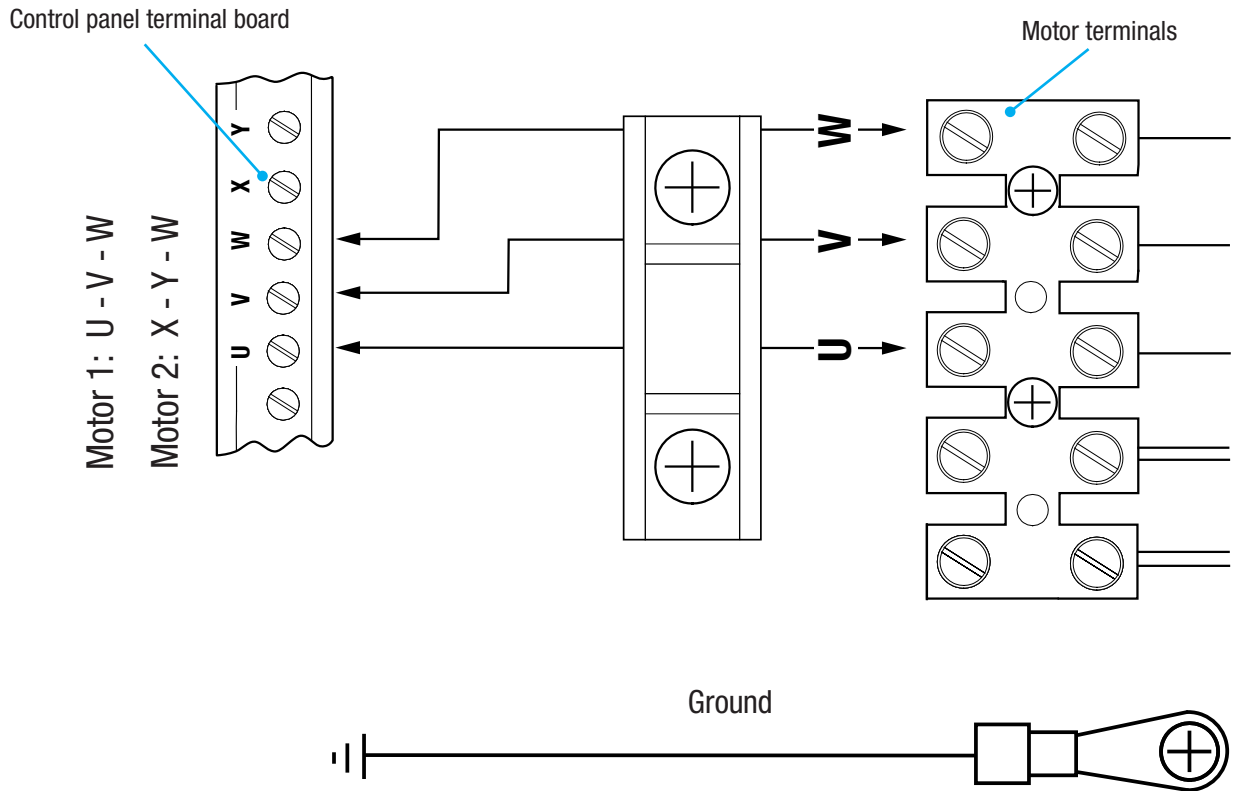 Control panel terminal board
Motor terminals
Y
X
W
V
U
Motor 1: U - V - W
Motor 2: X - Y - W
W
V
U
Ground